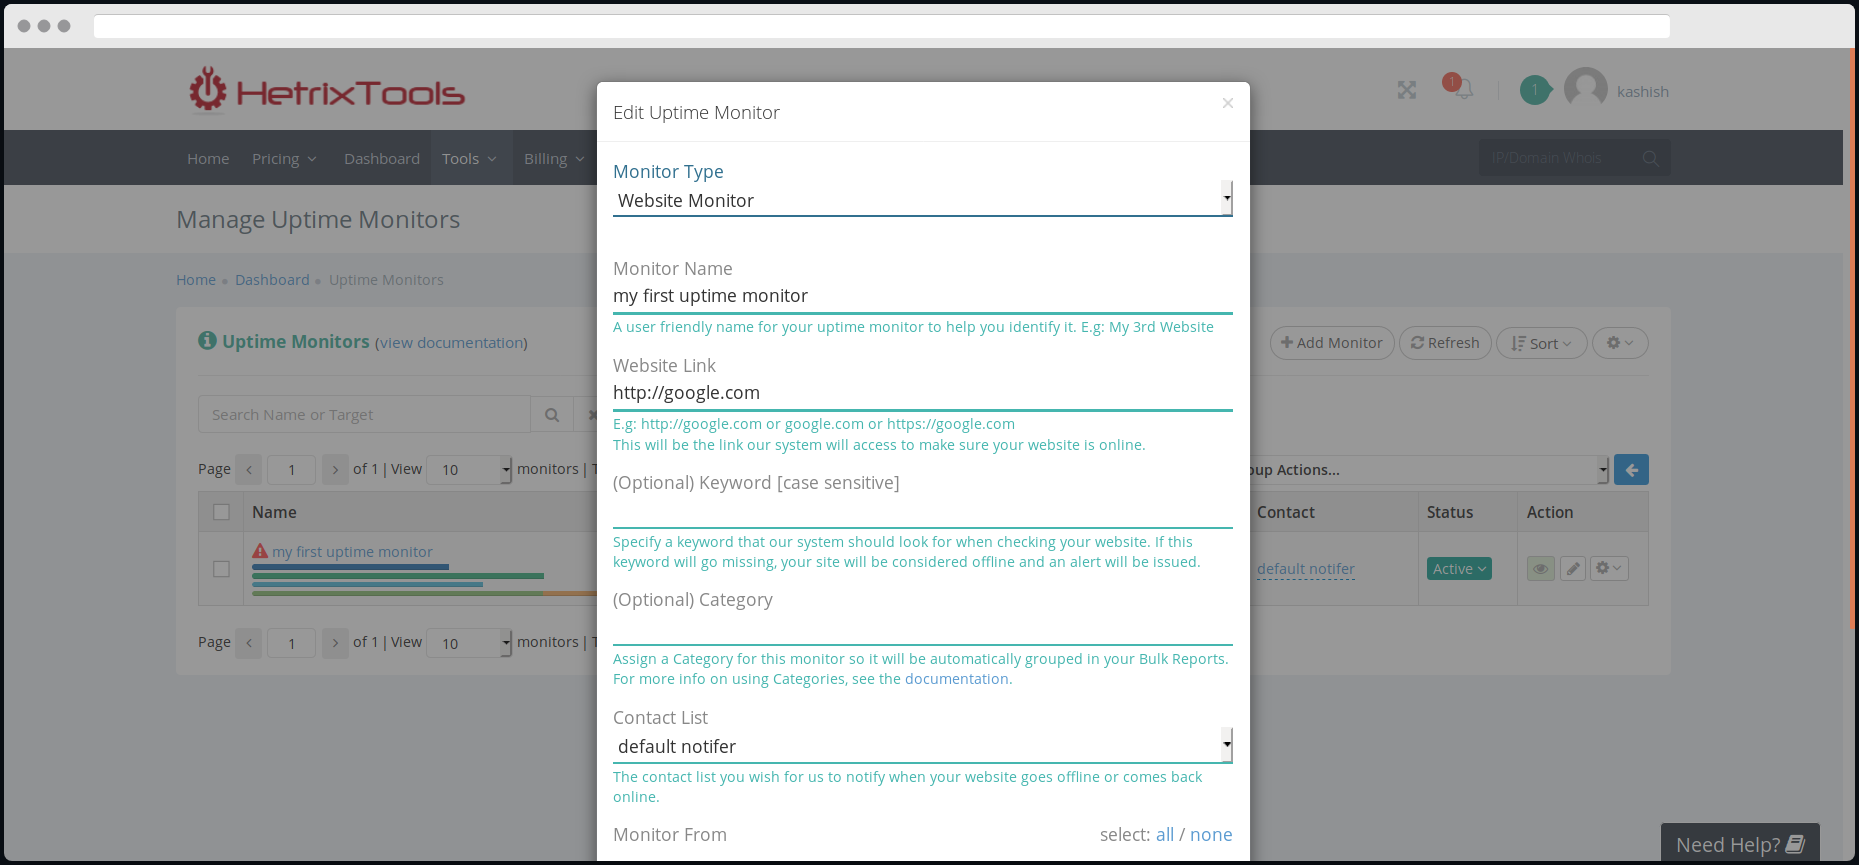 HetrixTools
1
1
kashish
Home
Pricing
Dashboard
Tools
Billing
IP/Domain Whois
Manage Uptime Monitors
Home
Dashboard
Uptime Monitors
Uptime Monitors (view documentation)
Add Monitor
Refresh
Sort
Search Name or Target
Page
1
of 1 | View
10
monitors |
oup Actions...
Name
Contact
Status
Action
my first uptime monitor
default notifer
Active
Page
1
of 1 | View
10
monitors |
Edit Uptime Monitor
×
Monitor Type
Website Monitor
Monitor Name
my first uptime monitor
A user friendly name for your uptime monitor to help you identify it. E.g: My 3rd Website
Website Link
http://google.com
E.g: http://google.com or google.com or https://google.com
This will be the link our system will access to make sure your website is online.
(Optional) Keyword [case sensitive]
Specify a keyword that our system should look for when checking your website. If this
keyword will go missing, your site will be considered offline and an alert will be issued.
(Optional) Category
Assign a Category for this monitor so it will be automatically grouped in your Bulk Reports.
For more info on using Categories, see the documentation.
Contact List
default notifer
The contact list you wish for us to notify when your website goes offline or comes back
online.
Monitor From
select: all / none
Need Help?